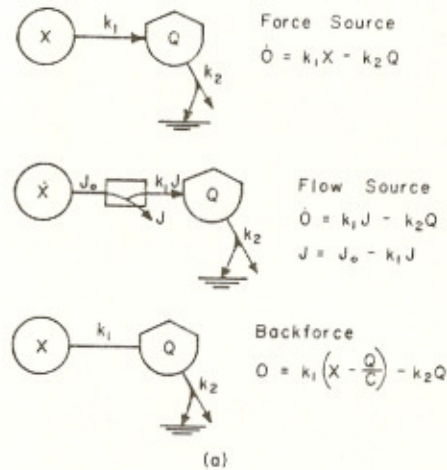 X k₁ Q k₂
Force Source
Ȯ = k₁X - k₂Q
Ẋ J₀ k₁J J Q k₂
Flow Source
Ȯ = k₁J - k₂Q
J = J₀ - k₁J
X k₁ Q k₂
Backforce
O = k₁(X - Q/C) - k₂Q
(a)